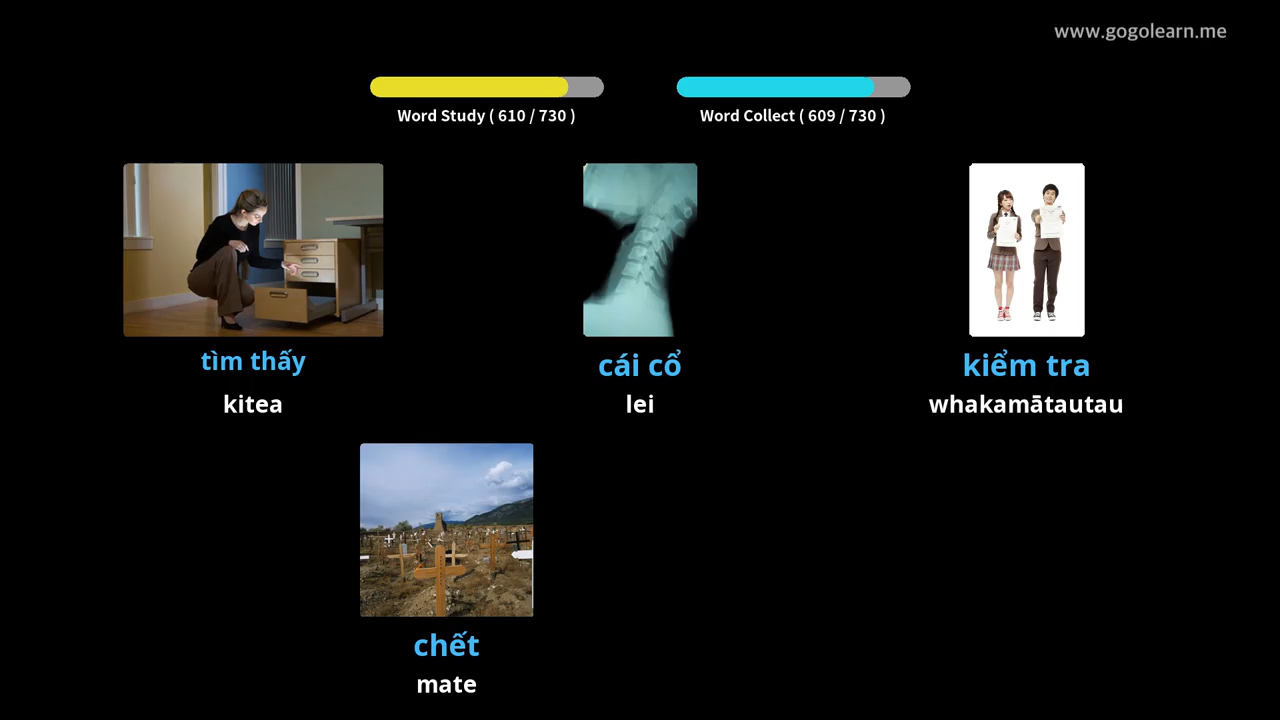 www.gogolearn.me
Word Study ( 610 / 730 )
Word Collect ( 609 / 730 )
tìm thấy
kitea
cái cổ
lei
kiểm tra
whakamātautau
chết
mate